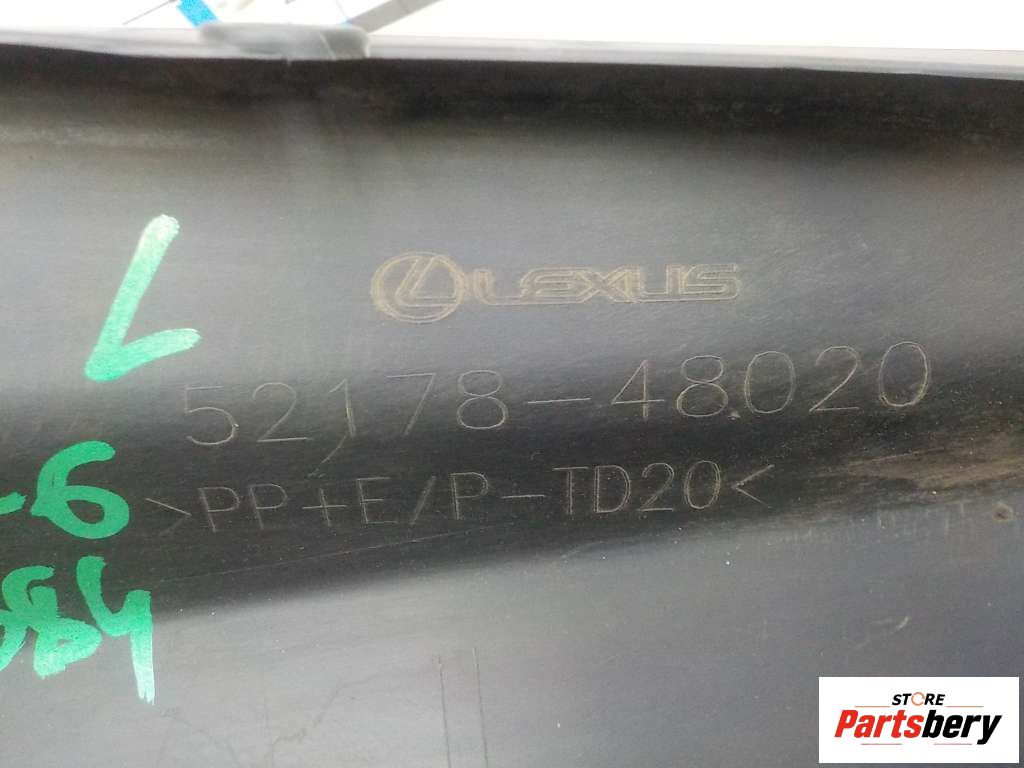 LEXUS
52178-48020
>PP+E/P-TD20<
STORE
Partsbery